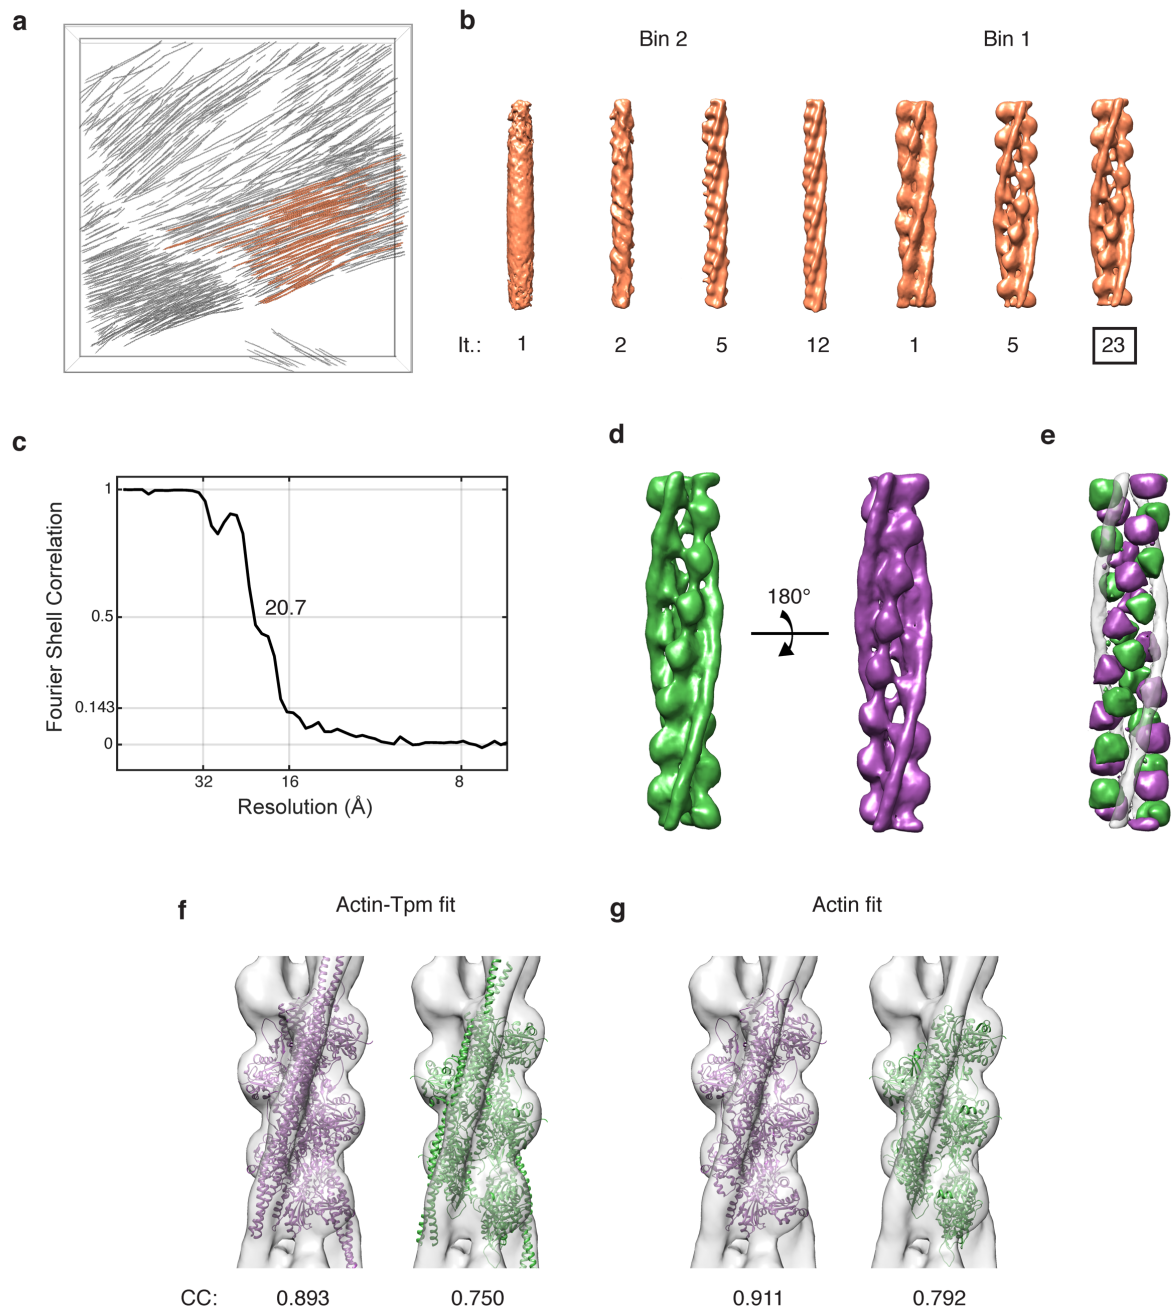 a
b
Bin 2
Bin 1
It.: 1 2 5 12 1 5 23
c
Fourier Shell Correlation
1
0.5
0.143
0
20.7
32 16 8
Resolution (Å)
d
180°
e
f
Actin-Tpm fit
g
Actin fit
CC: 0.893 0.750 0.911 0.792